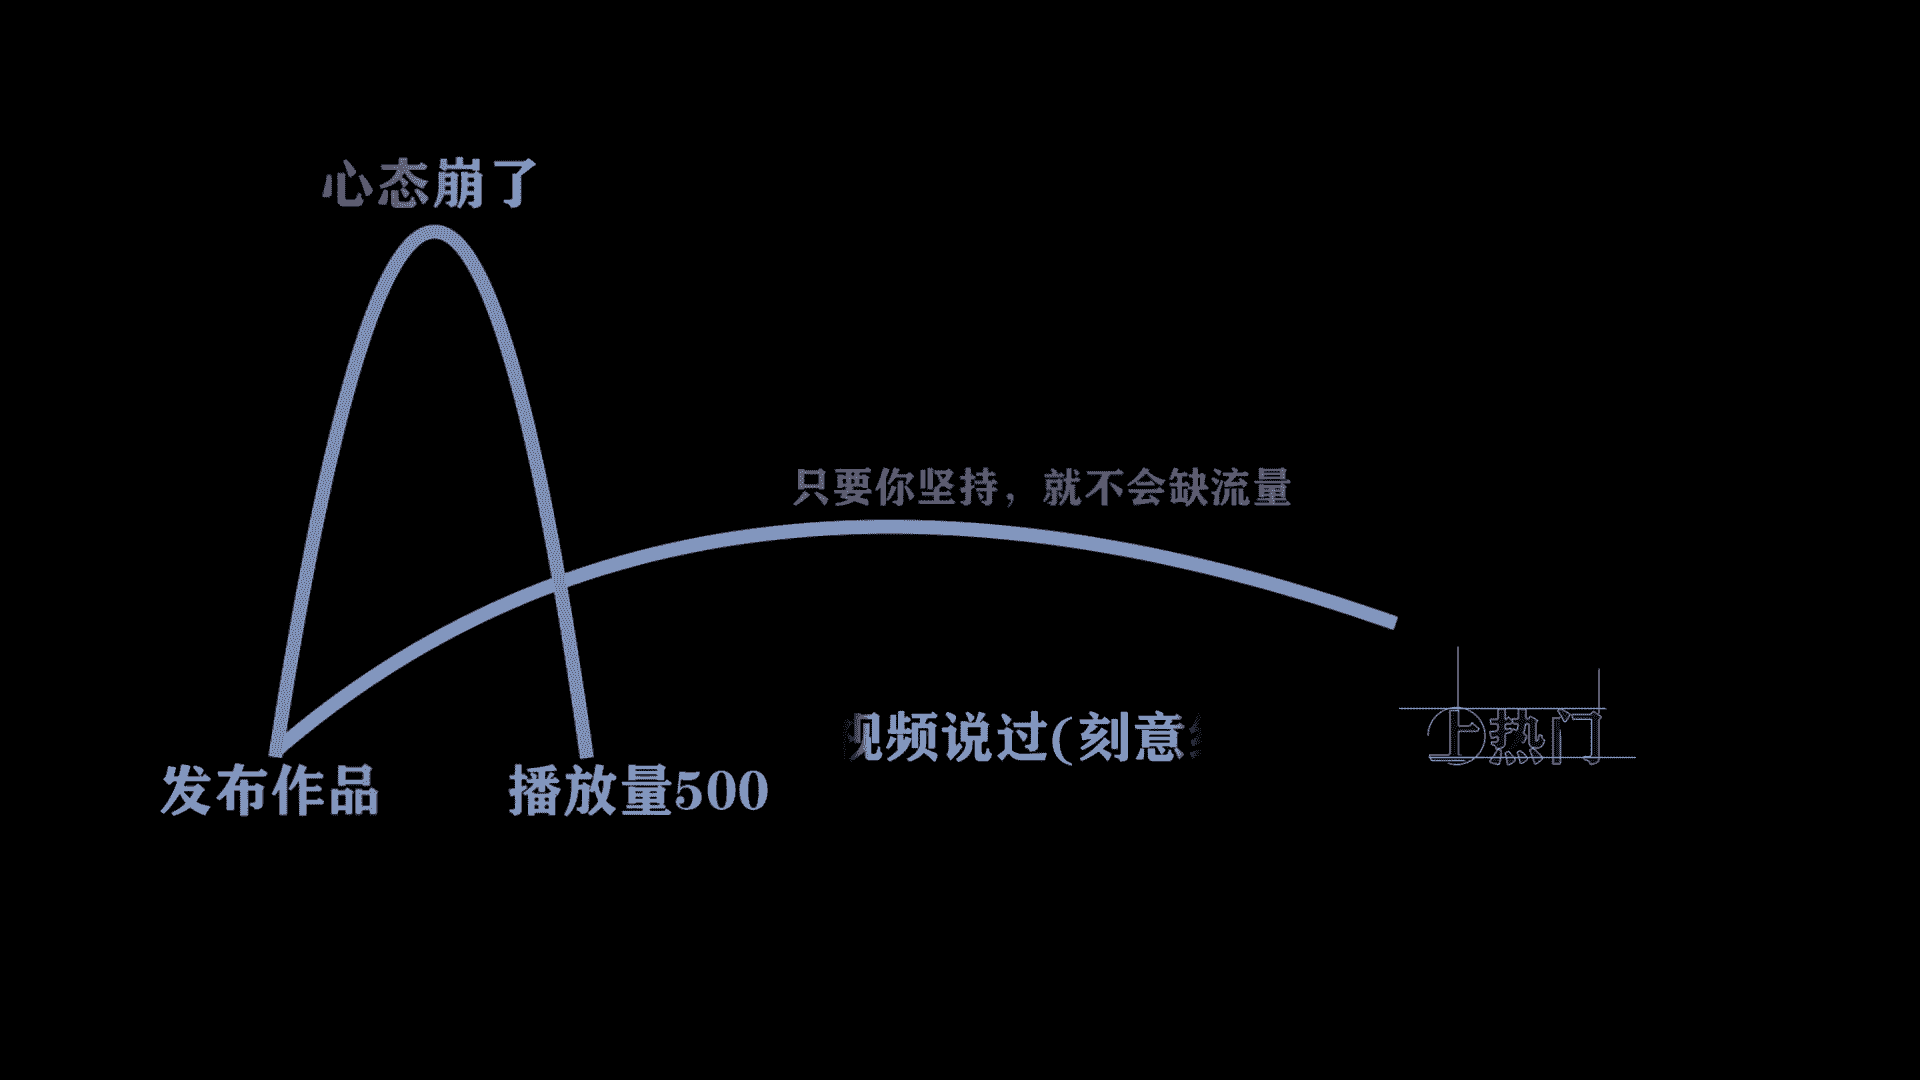 心态崩了
只要你坚持，就不会缺流量
视频说过(刻意
上热门
发布作品
播放量500